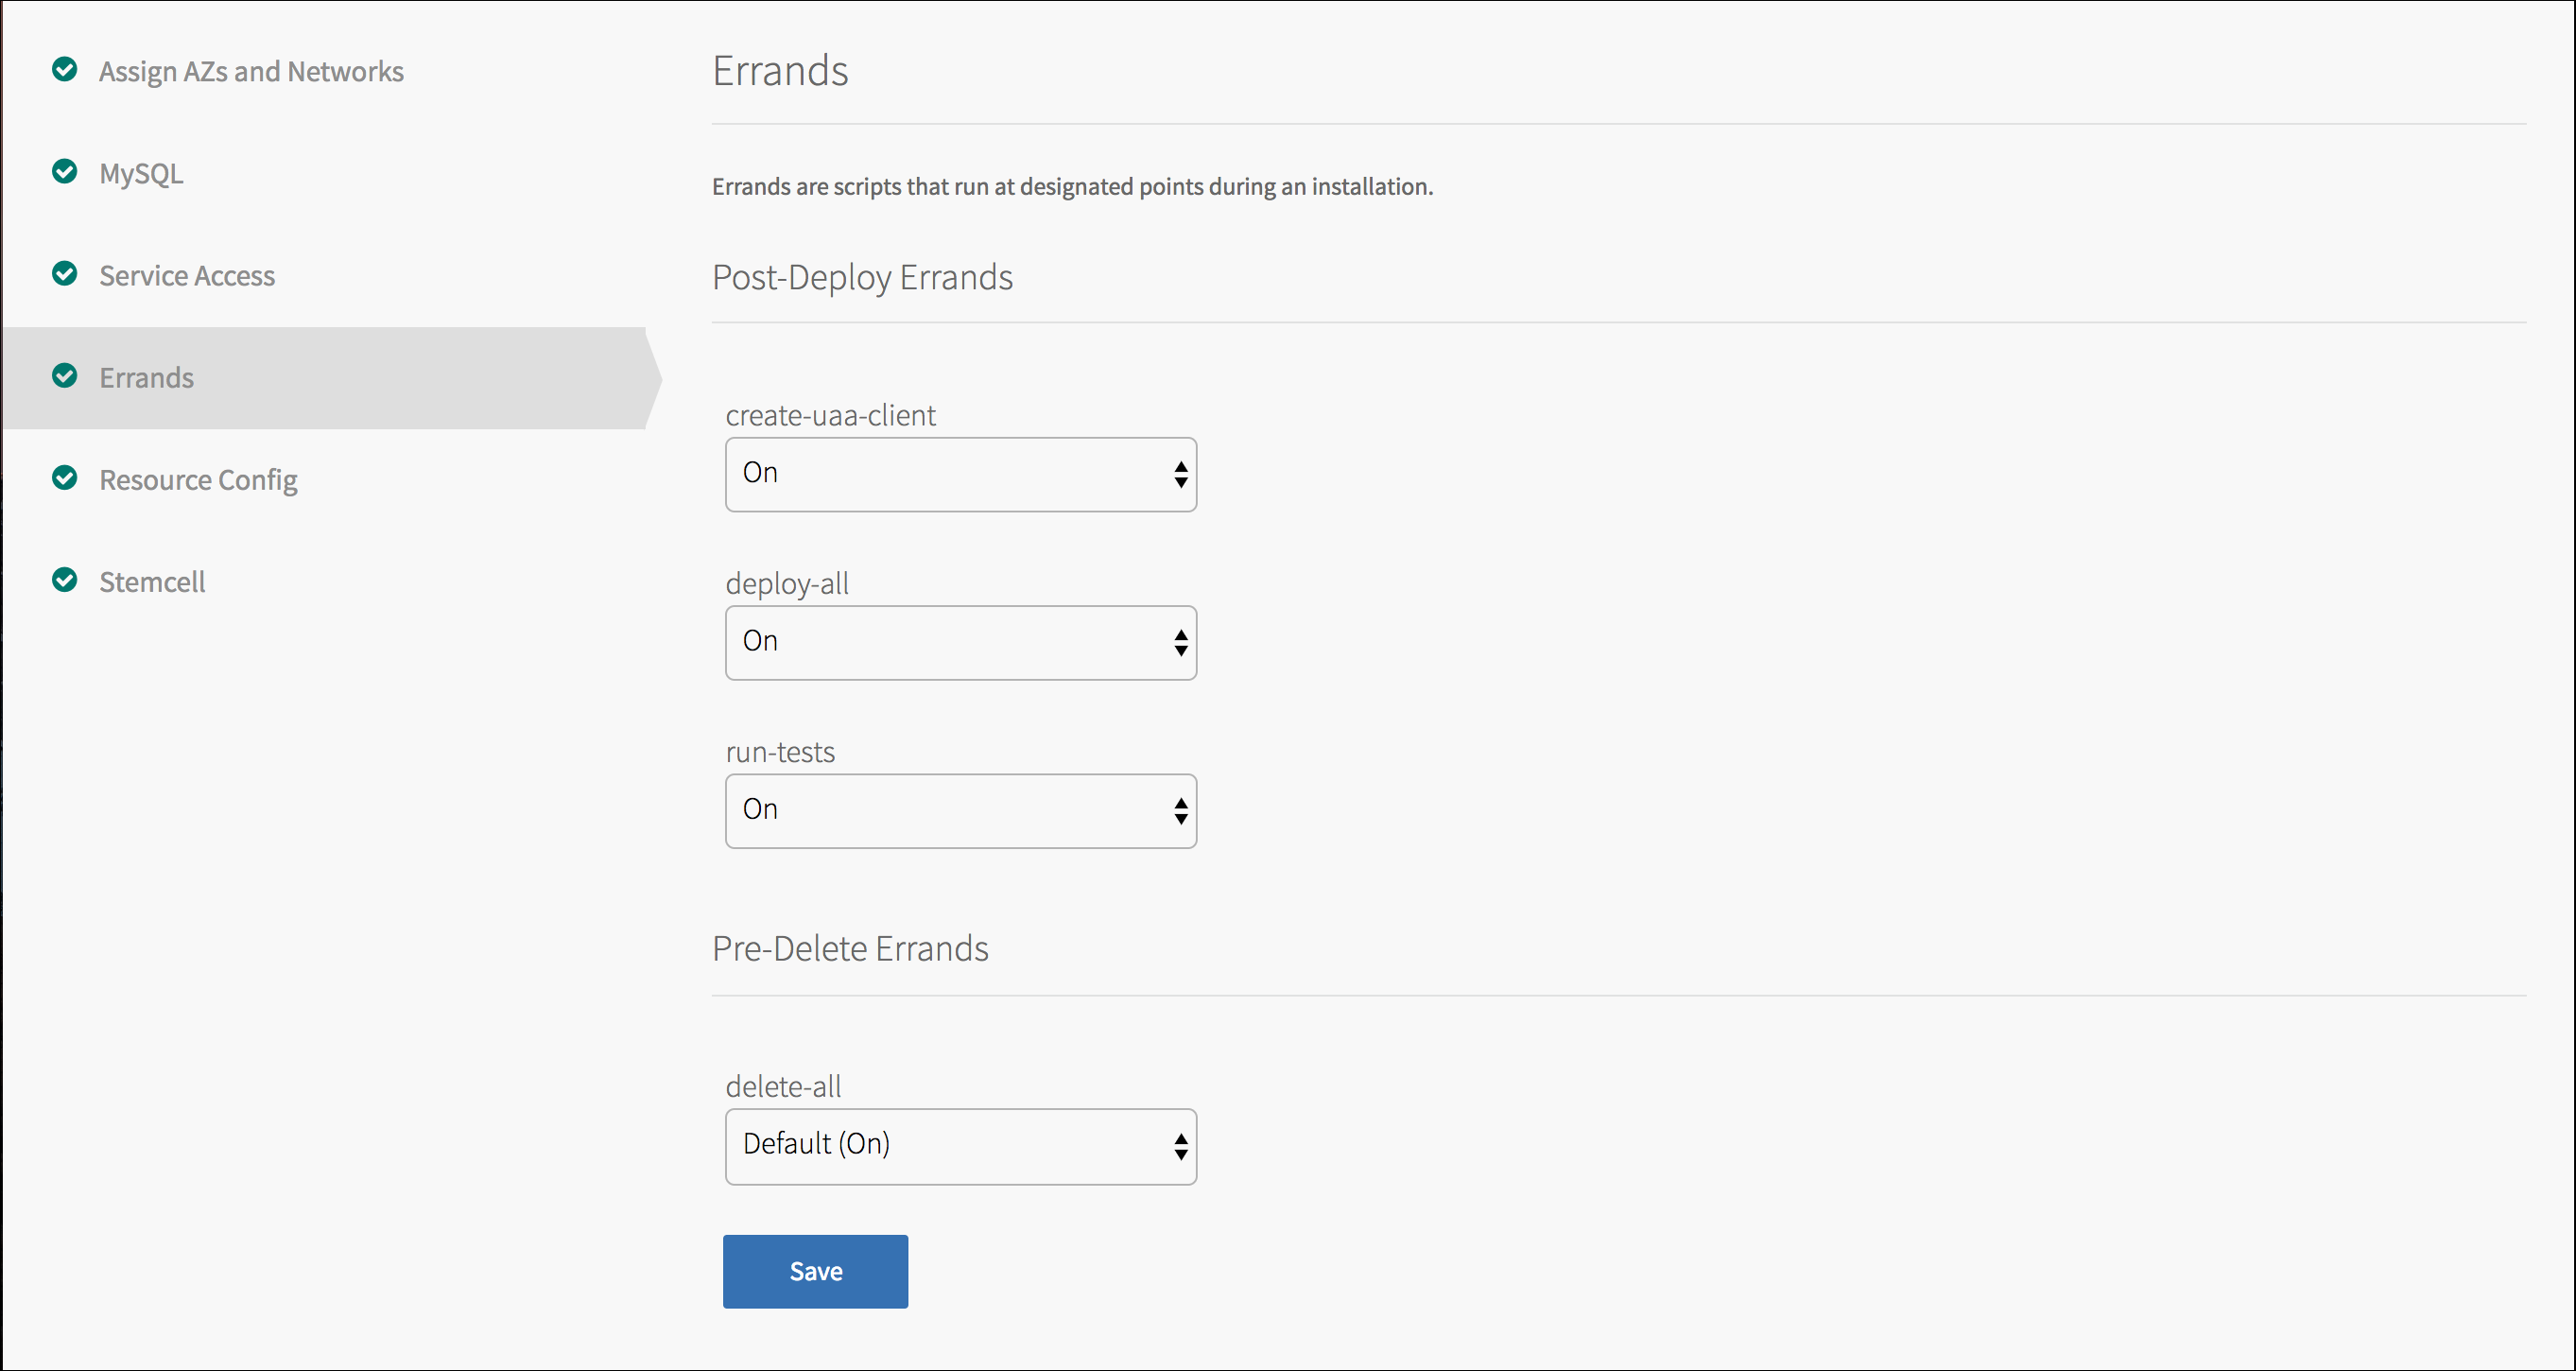 Assign AZs and Networks
MySQL
Service Access
Errands
Resource Config
Stemcell
Errands
Errands are scripts that run at designated points during an installation.
Post-Deploy Errands
create-uaa-client
On
deploy-all
On
run-tests
On
Pre-Delete Errands
delete-all
Default (On)
Save